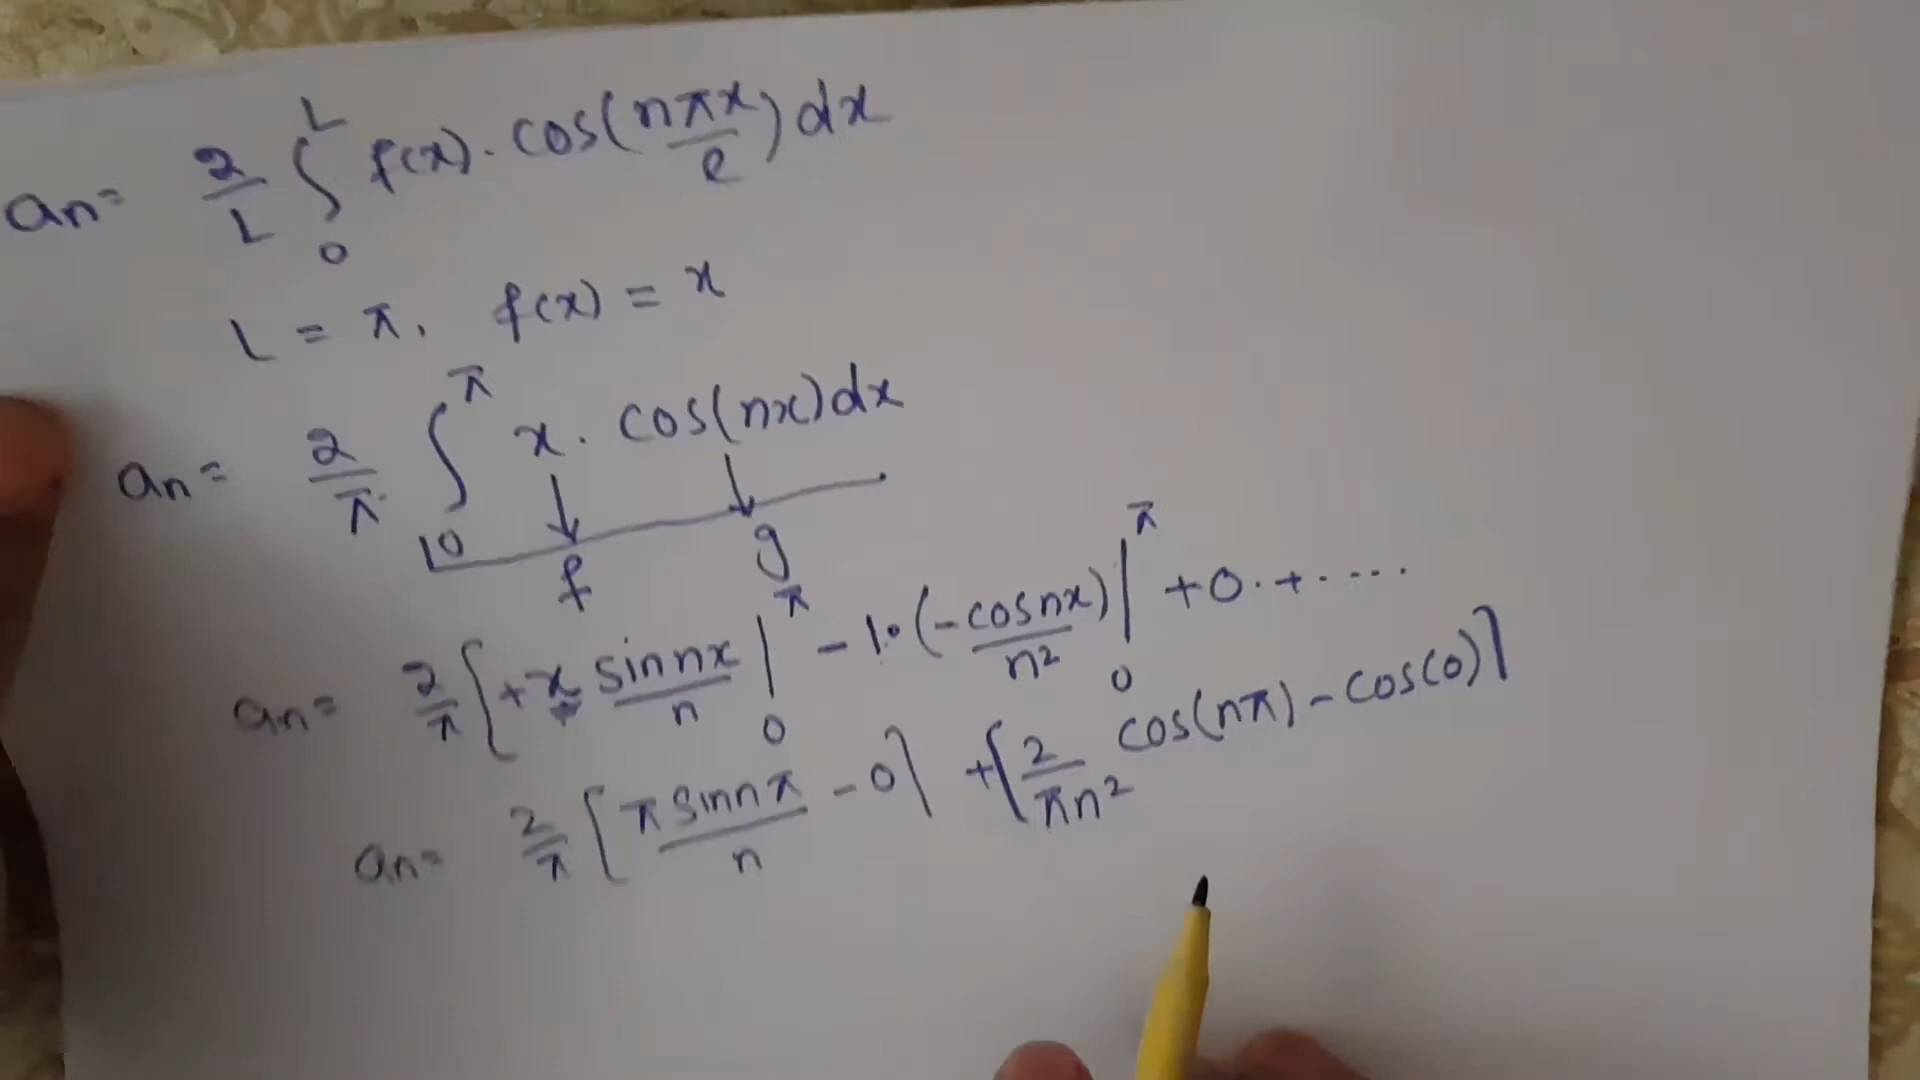 an = 2/L ∫₀ᴸ f(x). cos(nπx/e) dx
L = π, f(x) = x
an = 2/π ∫₀^π x. cos(nx) dx
f g
an = 2/π [+x sin nx/n |₀^π - 1.(-cos nx/n²) |₀^π + 0. + ....
an = 2/π [π sin nπ/n - 0] + [2/πn² cos(nπ) - cos(0)]